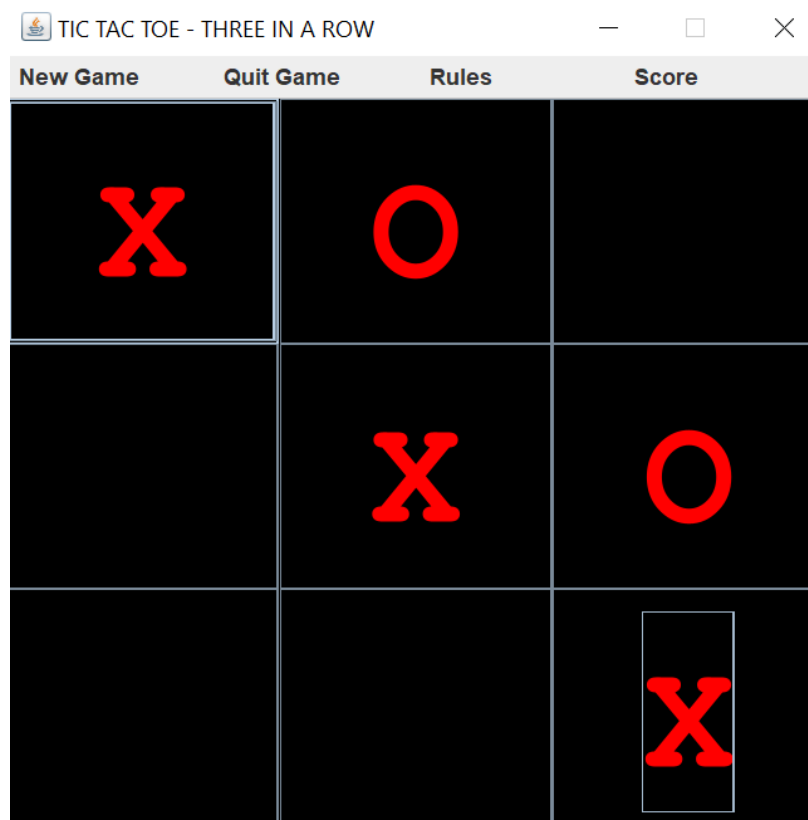 TIC TAC TOE - THREE IN A ROW
New Game Quit Game Rules Score
X O
X O
X